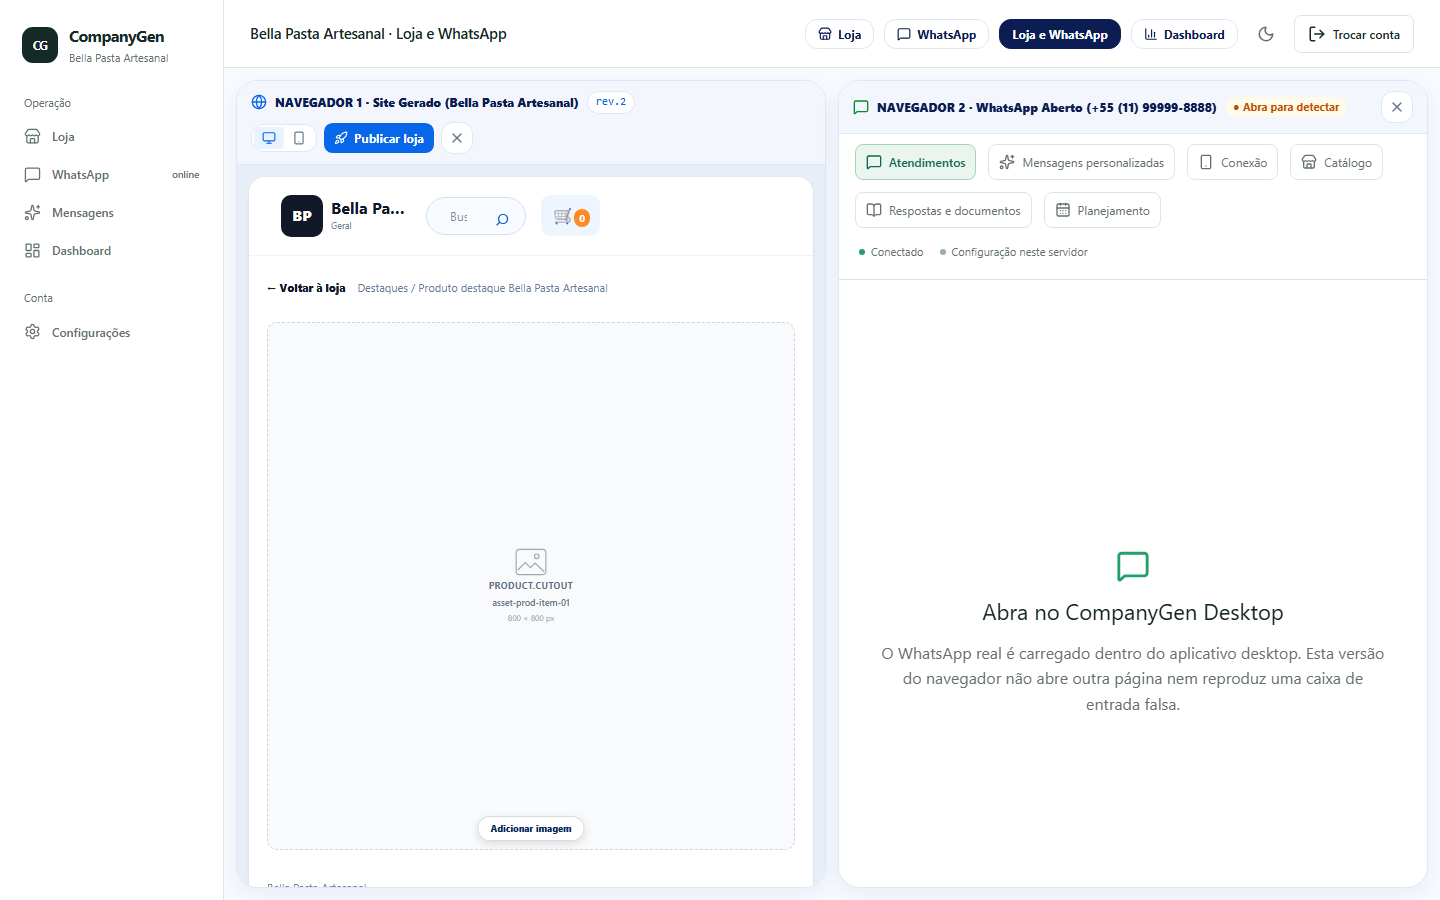 CG
CompanyGen
Bella Pasta Artesanal
Operação
Loja
WhatsApp online
Mensagens
Dashboard
Conta
Configurações
Bella Pasta Artesanal · Loja e WhatsApp
Loja
WhatsApp
Loja e WhatsApp
Dashboard
Trocar conta
NAVEGADOR 1 · Site Gerado (Bella Pasta Artesanal) rev.2
Publicar loja
BP
Bella Pa...
Geral
Bus
0
← Voltar à loja Destaques / Produto destaque Bella Pasta Artesanal
PRODUCT.CUTOUT
asset-prod-item-01
800 × 800 px
Adicionar imagem
Bella Pasta Artesanal
NAVEGADOR 2 · WhatsApp Aberto (+55 (11) 99999-8888) • Abra para detectar
Atendimentos
Mensagens personalizadas
Conexão
Catálogo
Respostas e documentos
Planejamento
Conectado
Configuração neste servidor
Abra no CompanyGen Desktop
O WhatsApp real é carregado dentro do aplicativo desktop. Esta versão
do navegador não abre outra página nem reproduz uma caixa de
entrada falsa.